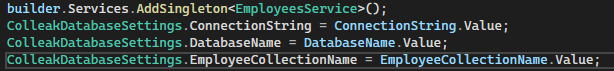 builder.Services.AddSingleton<EmployeesService>();
ColleakDatabaseSettings.ConnectionString = ConnectionString.Value;
ColleakDatabaseSettings.DatabaseName = DatabaseName.Value;
ColleakDatabaseSettings.EmployeeCollectionName = EmployeeCollectionName.Value;